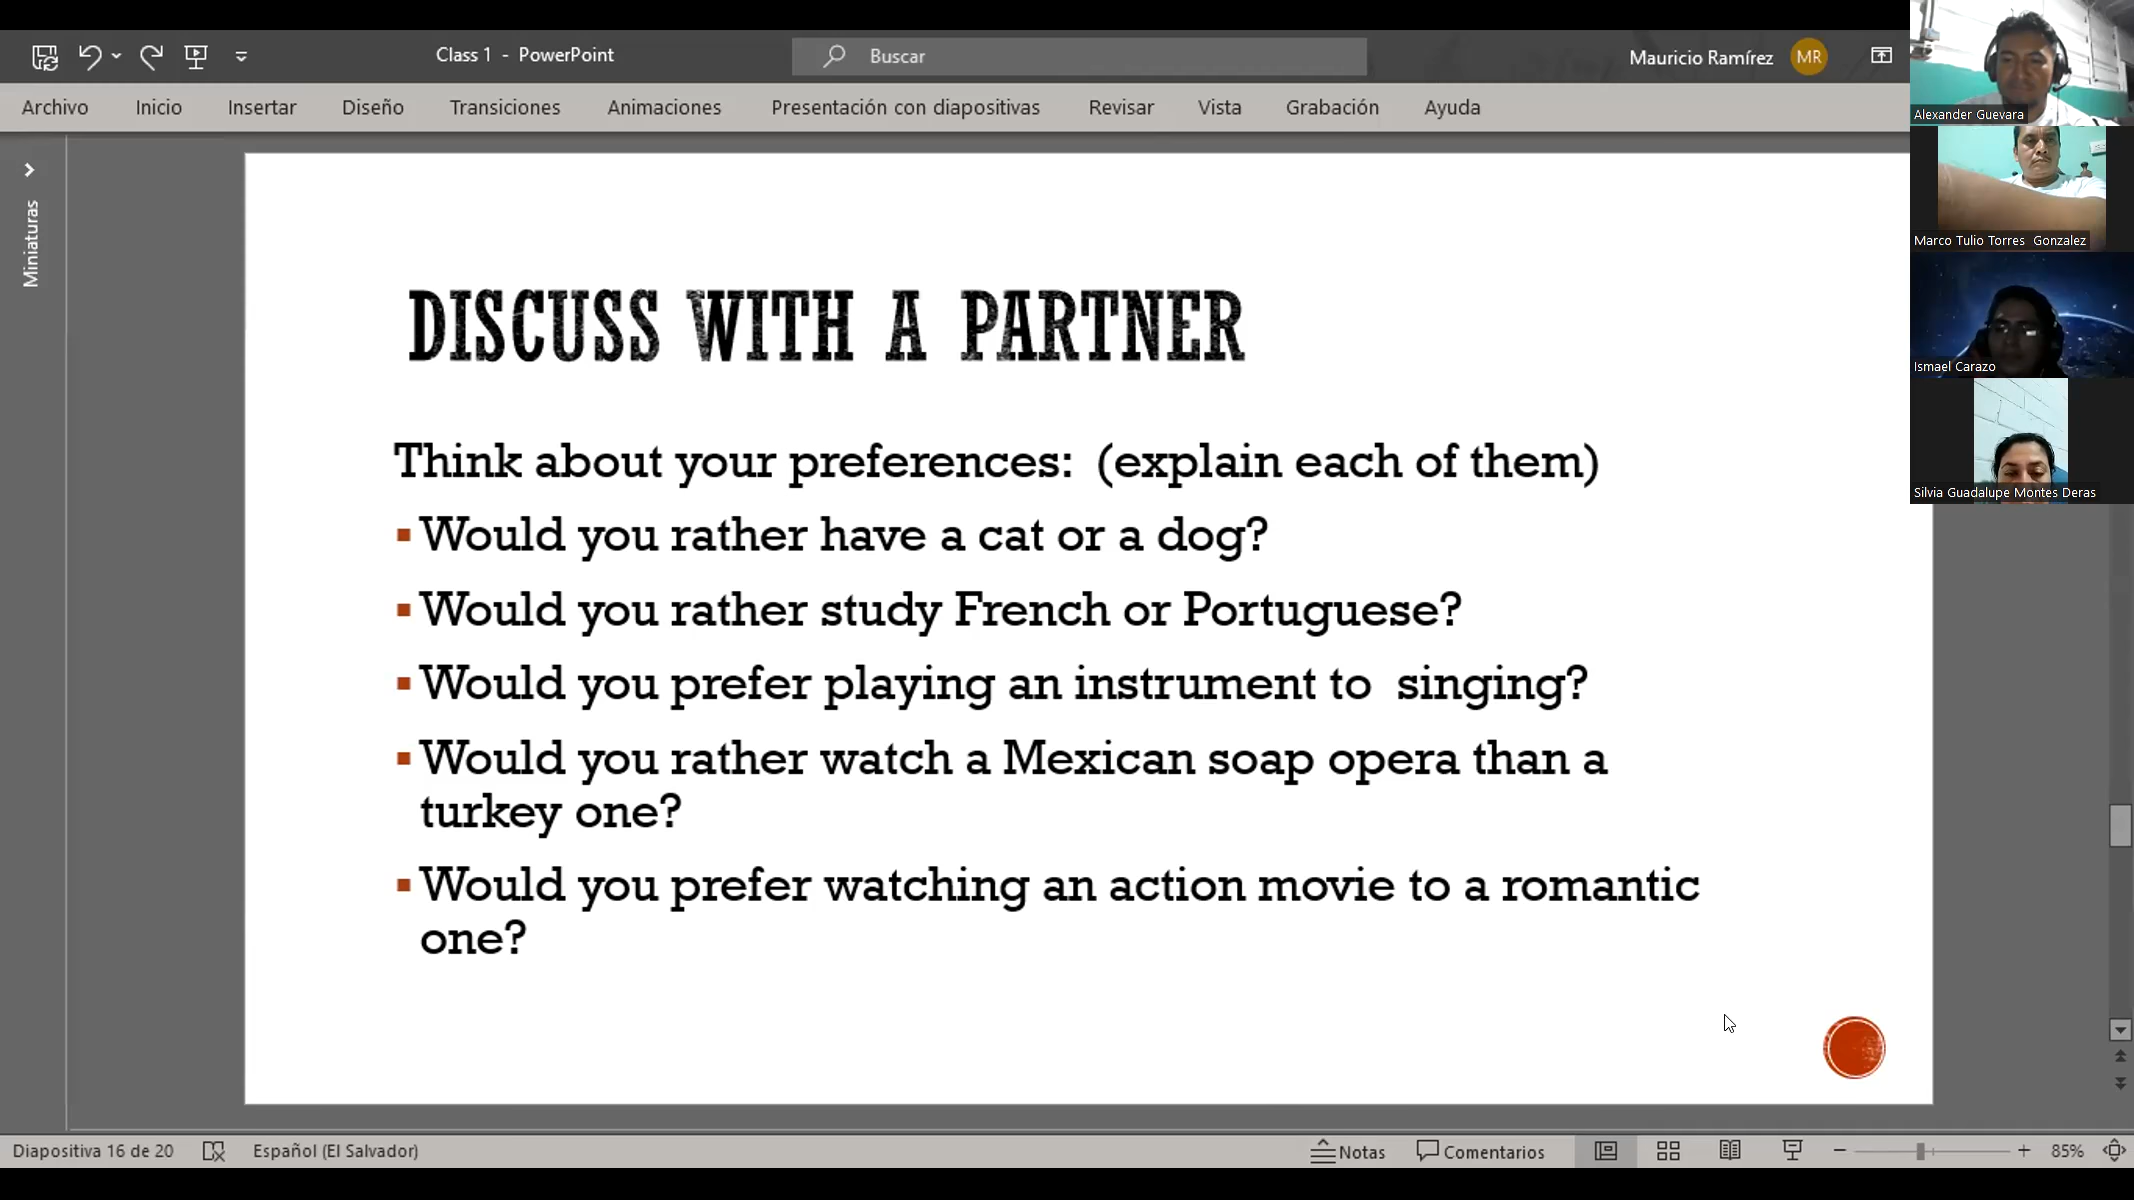 Class 1 - PowerPoint
Buscar
Mauricio Ramírez
MR
Archivo Inicio Insertar Diseño Transiciones Animaciones Presentación con diapositivas Revisar Vista Grabación Ayuda
Alexander Guevara
Marco Tulio Torres Gonzalez
Ismael Carazo
Silvia Guadalupe Montes Deras
Miniaturas
DISCUSS WITH A PARTNER
Think about your preferences: (explain each of them)
▪ Would you rather have a cat or a dog?
▪ Would you rather study French or Portuguese?
▪ Would you prefer playing an instrument to singing?
▪ Would you rather watch a Mexican soap opera than a
turkey one?
▪ Would you prefer watching an action movie to a romantic
one?
Diapositiva 16 de 20 Español (El Salvador) Notas Comentarios 85%